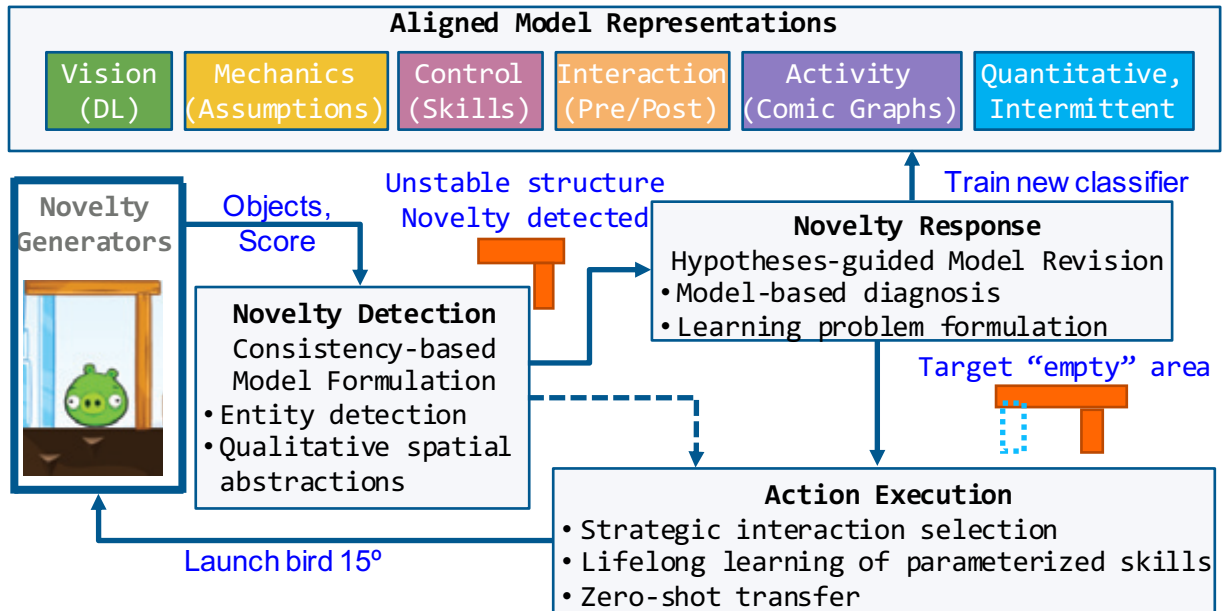 Aligned Model Representations
Vision
(DL)
Mechanics
(Assumptions)
Control
(Skills)
Interaction
(Pre/Post)
Activity
(Comic Graphs)
Quantitative,
Intermittent
Novelty
Generators
Objects,
Score
Unstable structure
Novelty detected
Train new classifier
Novelty Response
Hypotheses-guided Model Revision
• Model-based diagnosis
• Learning problem formulation
Novelty Detection
Consistency-based
Model Formulation
• Entity detection
• Qualitative spatial
abstractions
Target “empty” area
Action Execution
• Strategic interaction selection
• Lifelong learning of parameterized skills
• Zero-shot transfer
Launch bird 15º